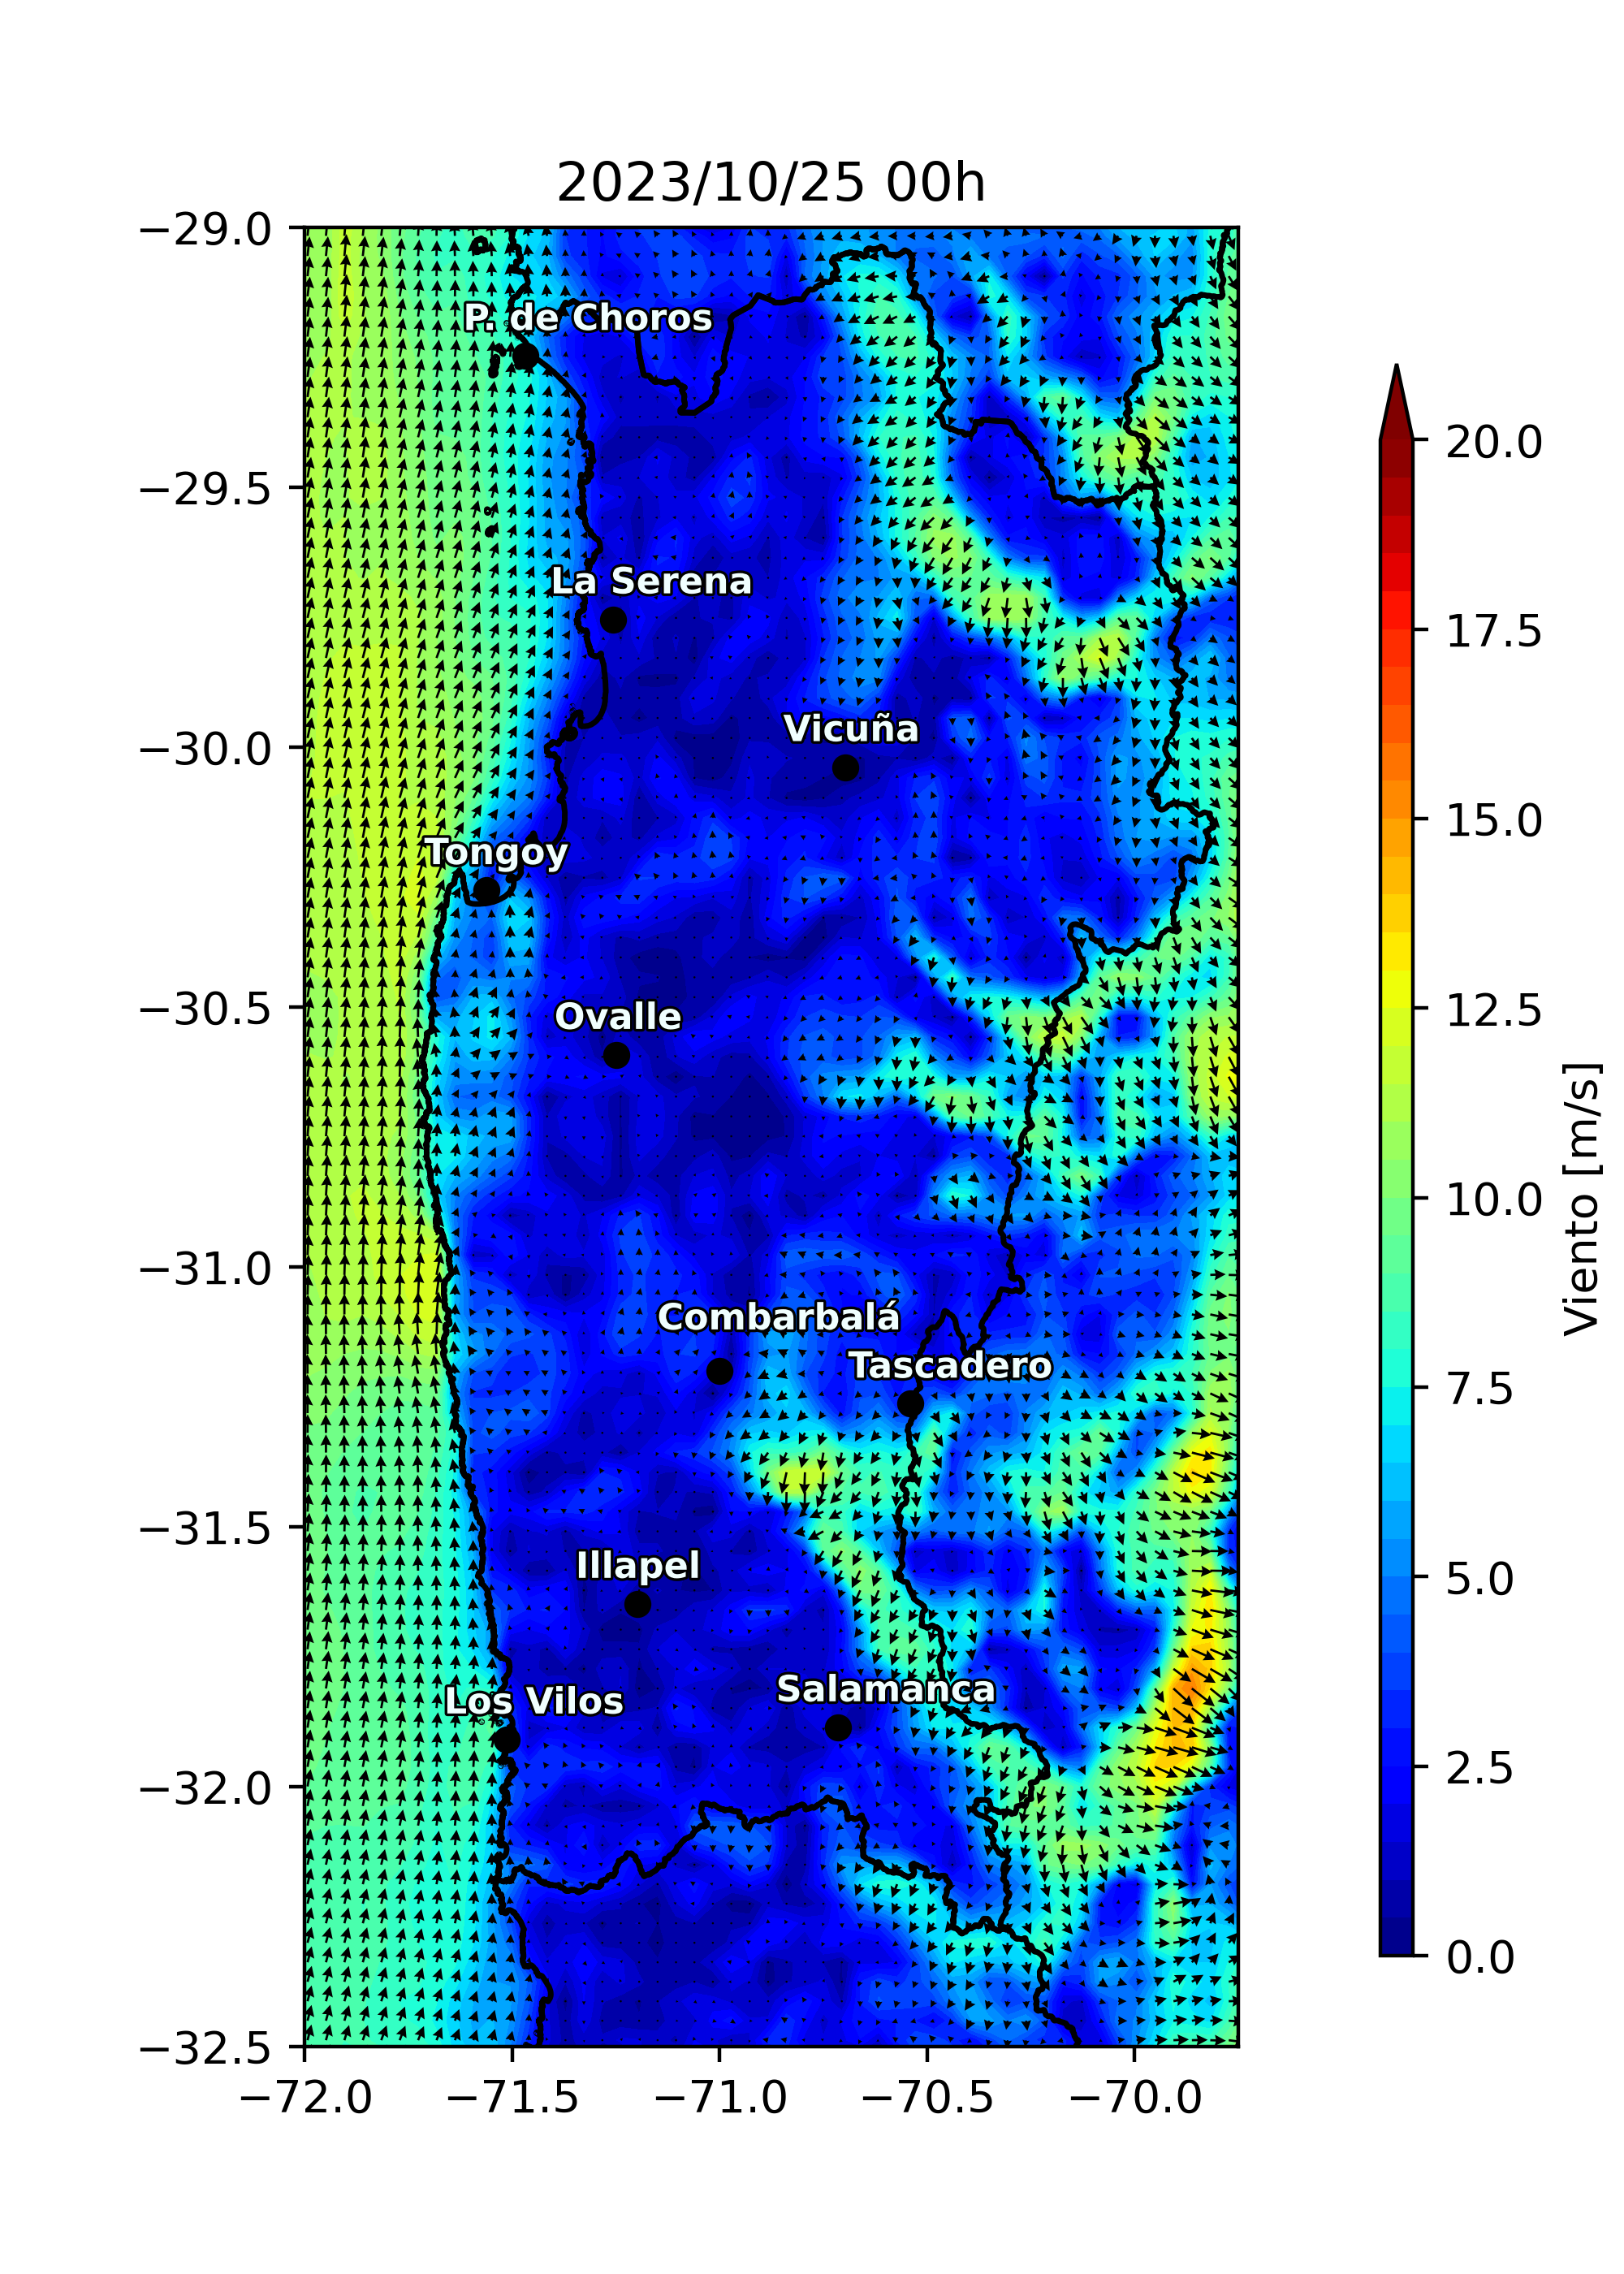 2023/10/25 00h
−29.0
−29.5
−30.0
−30.5
−31.0
−31.5
−32.0
−32.5
−72.0
−71.5
−71.0
−70.5
−70.0
P. de Choros
La Serena
Vicuña
Tongoy
Ovalle
Combarbalá
Tascadero
Illapel
Salamanca
Los Vilos
20.0
17.5
15.0
12.5
10.0
7.5
5.0
2.5
0.0
Viento [m/s]